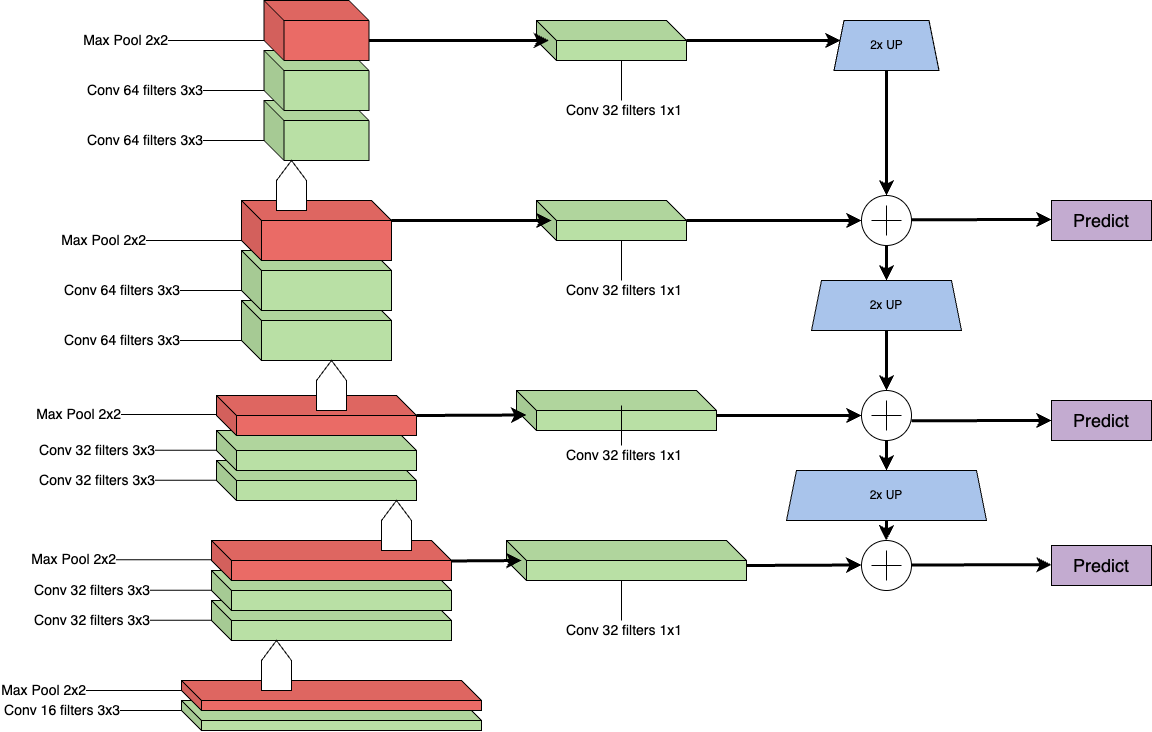 Max Pool 2x2
2x UP
Conv 64 filters 3x3
Conv 32 filters 1x1
Conv 64 filters 3x3
Predict
Max Pool 2x2
Conv 64 filters 3x3
Conv 32 filters 1x1
2x UP
Conv 64 filters 3x3
Max Pool 2x2
Predict
Conv 32 filters 3x3
Conv 32 filters 1x1
Conv 32 filters 3x3
2x UP
Max Pool 2x2
Predict
Conv 32 filters 3x3
Conv 32 filters 3x3
Conv 32 filters 1x1
Max Pool 2x2
Conv 16 filters 3x3